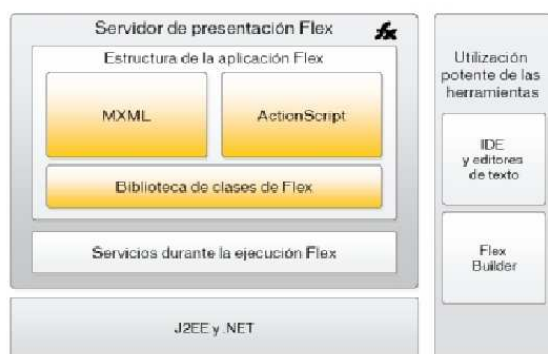 Servidor de presentación Flex
fx
Estructura de la aplicación Flex
MXML
ActionScript
Biblioteca de clases de Flex
Servicios durante la ejecución Flex
J2EE y .NET
Utilización
potente de las
herramientas
IDE
y editores
de texto
Flex
Builder